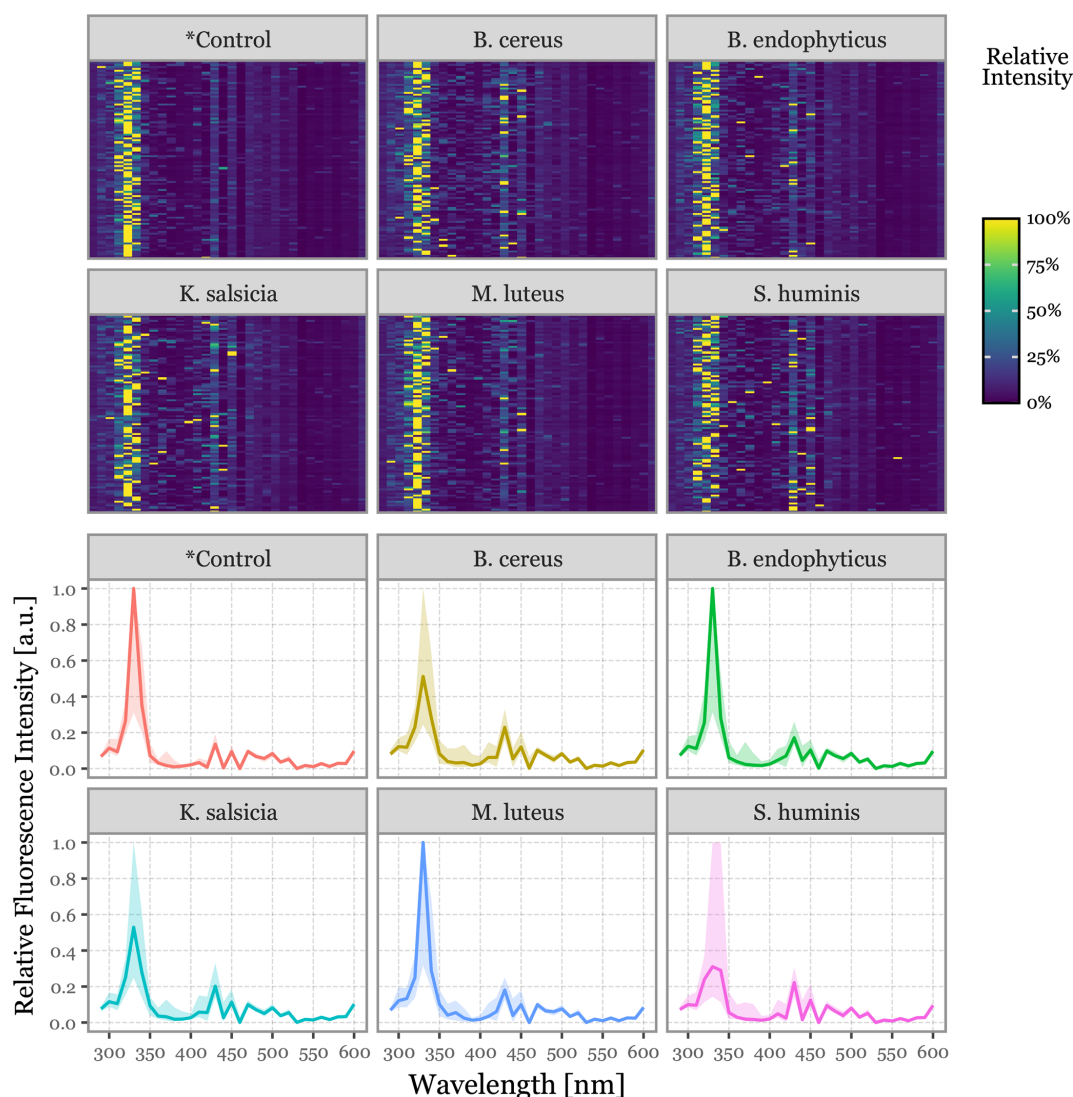 *Control
B. cereus
B. endophyticus
Relative
Intensity
K. salsicia
M. luteus
S. huminis
100%
75%
50%
25%
0%
*Control
B. cereus
B. endophyticus
1.0
0.8
0.6
0.4
0.2
0.0
K. salsicia
M. luteus
S. huminis
1.0
0.8
0.6
0.4
0.2
0.0
Relative Fluorescence Intensity [a.u.]
300 350 400 450 500 550 600
300 350 400 450 500 550 600
300 350 400 450 500 550 600
Wavelength [nm]